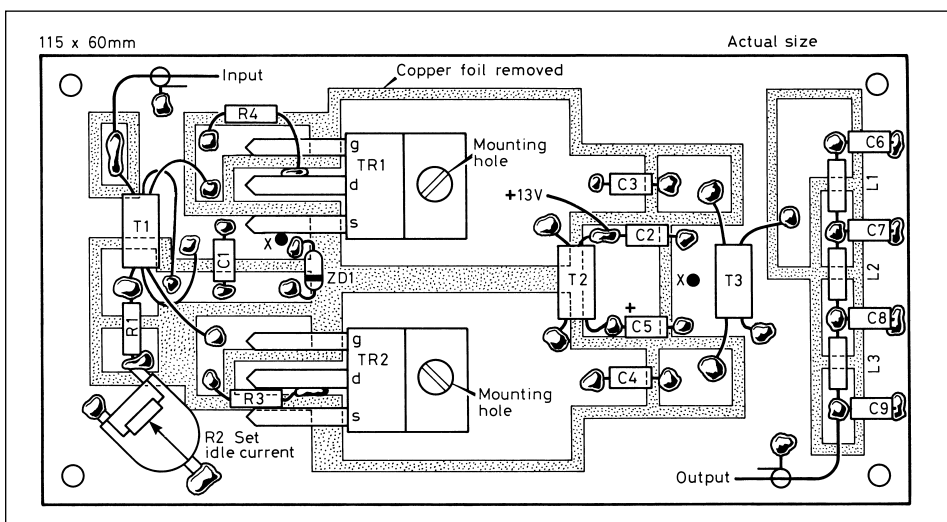 115 x 60mm
Actual size
Input
Copper foil removed
R4
g
TR1
d
s
Mounting
hole
C6
L1
C3
+13V
T1
X
C1
ZD1
C2
C7
T2
X
T3
L2
+
C5
R1
g
TR2
d
s
C8
C4
L3
R3
Mounting
hole
C9
R2 Set
idle current
Output